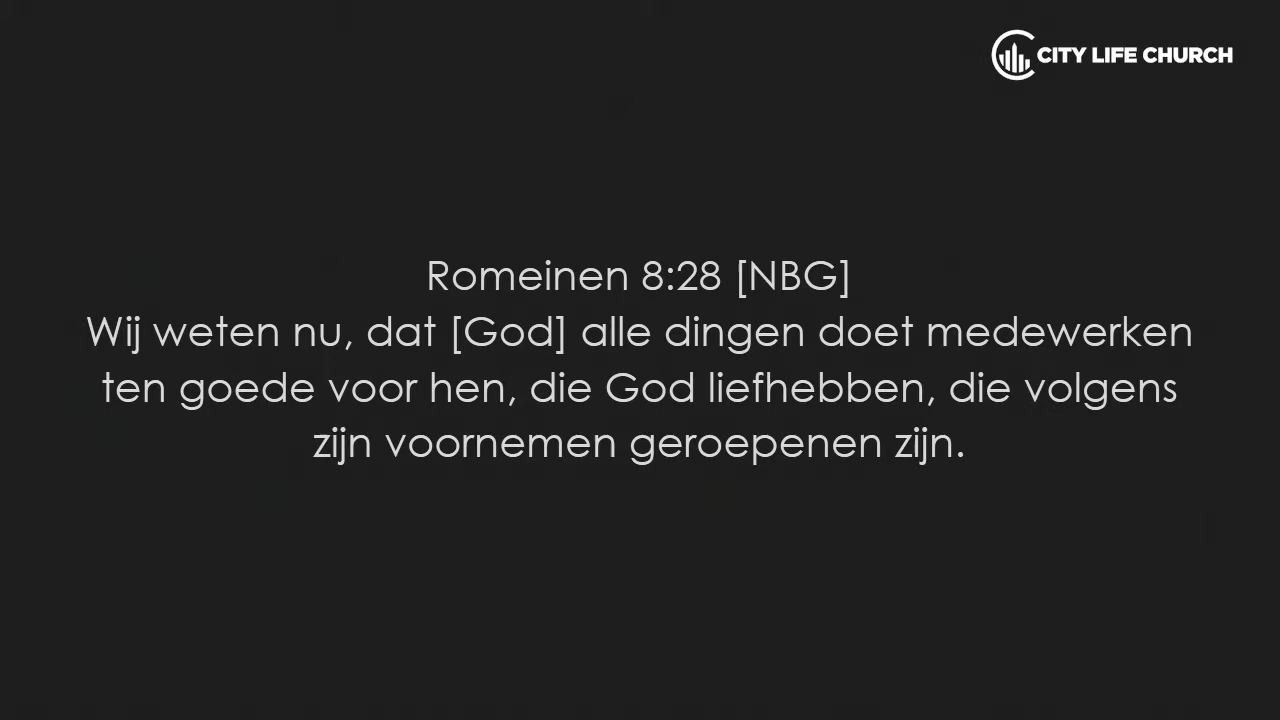 CITY LIFE CHURCH
Romeinen 8:28 [NBG]
Wij weten nu, dat [God] alle dingen doet medewerken
ten goede voor hen, die God liefhebben, die volgens
zijn voornemen geroepenen zijn.